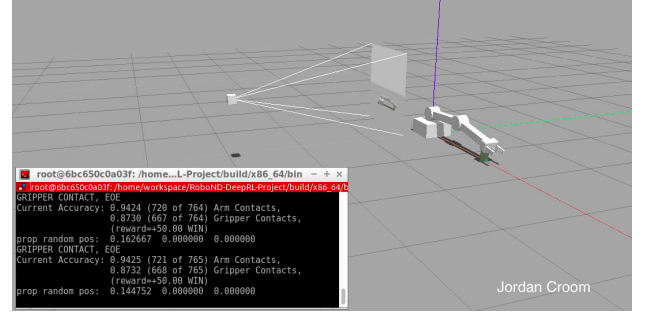 root@6bc650c0a03f: /home...L-Project/build/x86_64/bin
root@6bc650c0a03f: /home/workspace/RoboND-DeepRL-Project/build/x86_64/b
GRIPPER CONTACT, EOE
Current Accuracy: 0.9424 (720 of 764) Arm Contacts,
0.8730 (667 of 764) Gripper Contacts,
(reward=+50.00 WIN)
prop random pos: 0.162667 0.000000 0.000000
GRIPPER CONTACT, EOE
Current Accuracy: 0.9425 (721 of 765) Arm Contacts,
0.8732 (668 of 765) Gripper Contacts,
(reward=+50.00 WIN)
prop random pos: 0.144752 0.000000 0.000000
Jordan Croom